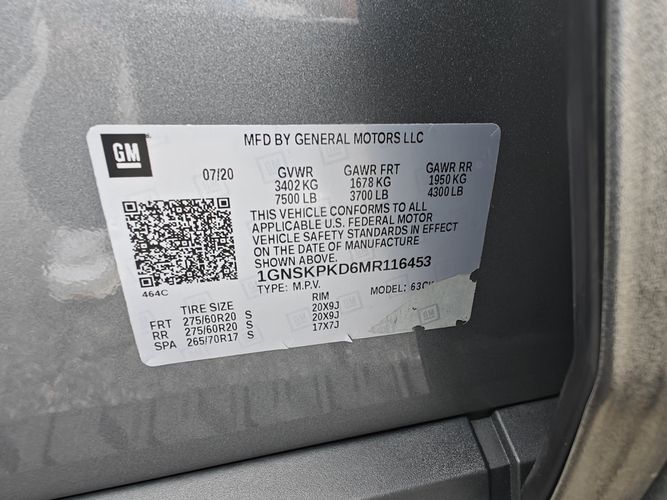 GM
MFD BY GENERAL MOTORS LLC
07/20 GVWR GAWR FRT GAWR RR
3402 KG 1678 KG 1950 KG
7500 LB 3700 LB 4300 LB
THIS VEHICLE CONFORMS TO ALL
APPLICABLE U.S. FEDERAL MOTOR
VEHICLE SAFETY STANDARDS IN EFFECT
ON THE DATE OF MANUFACTURE
1GNSKPKD6MR116453
464C TYPE: M.P.V. MODEL:
TIRE SIZE RIM
FRT 275/60R20 S 20X9J
RR 275/60R20 S 20X9J
SPA 265/70R17 S 17X7J